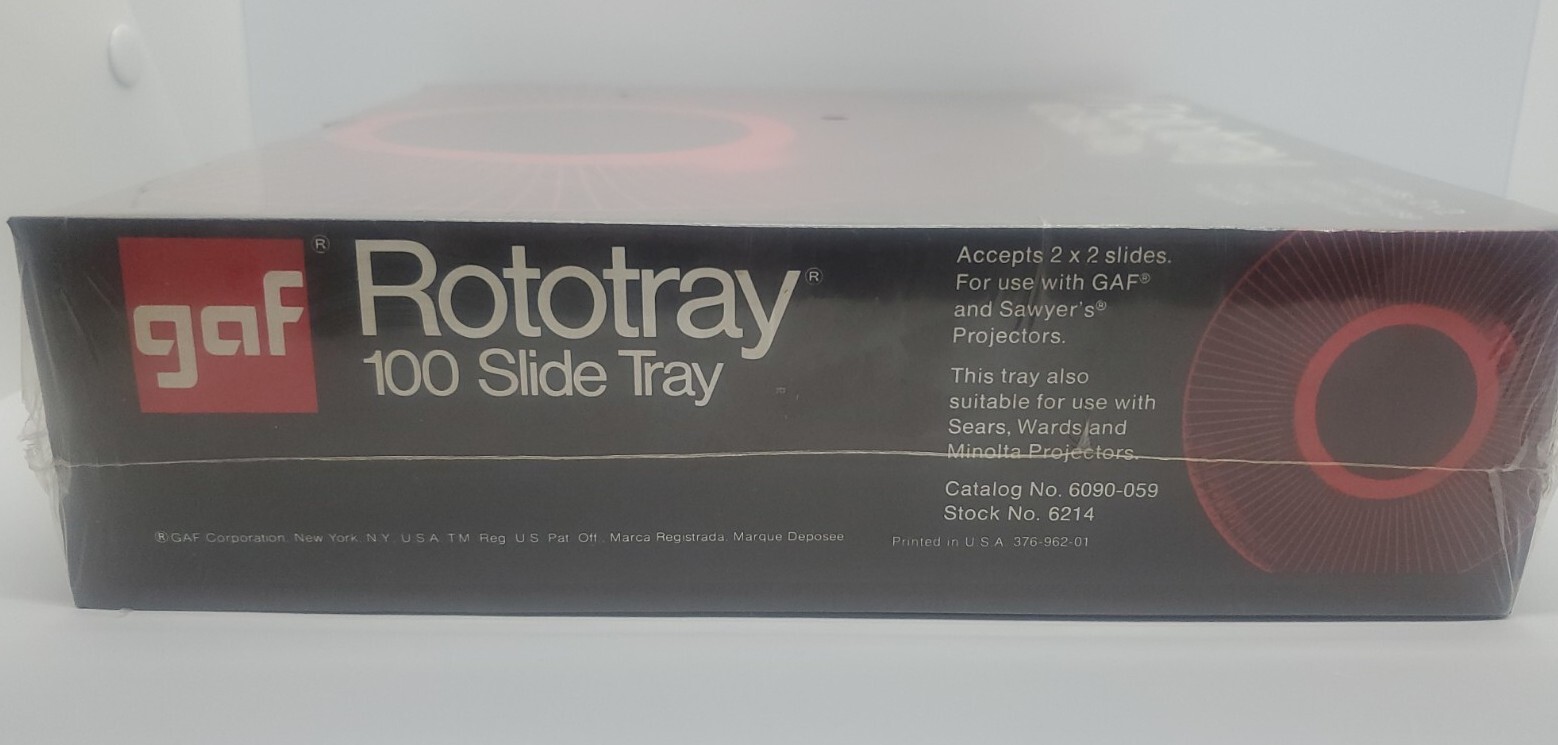 gaf®
Rototray®
100 Slide Tray
Accepts 2 x 2 slides.
For use with GAF®
and Sawyer's®
Projectors.
This tray also
suitable for use with
Sears, Wards and
Minolta Projectors.
Catalog No. 6090-059
Stock No. 6214
®GAF Corporation, New York, N.Y. U.S.A. TM Reg. U.S. Pat. Off., Marca Registrada, Marque Deposee
Printed in U.S.A. 376-962-01